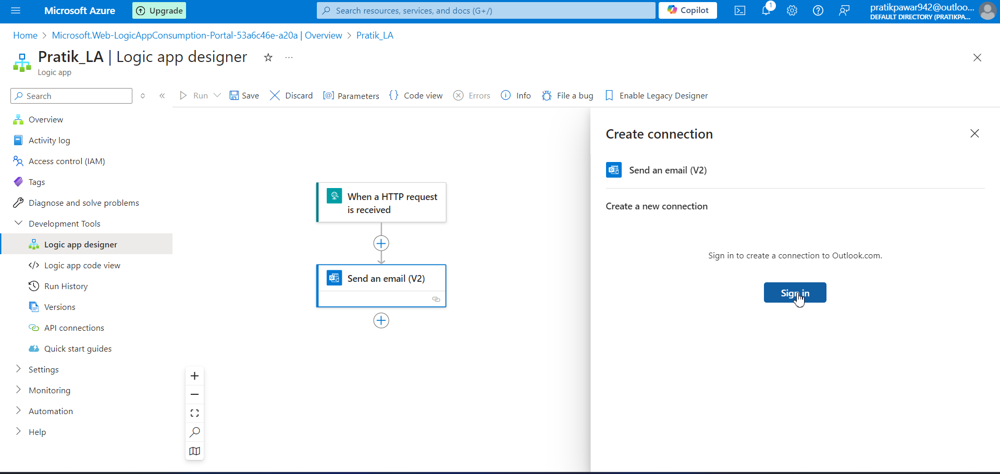 Microsoft Azure
Upgrade
Search resources, services, and docs (G+/)
Copilot
1
pratikpawar942@outloo...
DEFAULT DIRECTORY (PRATIKPA...
Home > Microsoft.Web-LogicAppConsumption-Portal-53a6c46e-a20a | Overview > Pratik_LA
Pratik_LA | Logic app designer
Logic app
Search
Run
Save
Discard
Parameters
Code view
Errors
Info
File a bug
Enable Legacy Designer
Overview
Activity log
Access control (IAM)
Tags
Diagnose and solve problems
Development Tools
Logic app designer
Logic app code view
Run History
Versions
API connections
Quick start guides
Settings
Monitoring
Automation
Help
When a HTTP request
is received
Send an email (V2)
Create connection
Send an email (V2)
Create a new connection
Sign in to create a connection to Outlook.com.
Sign in